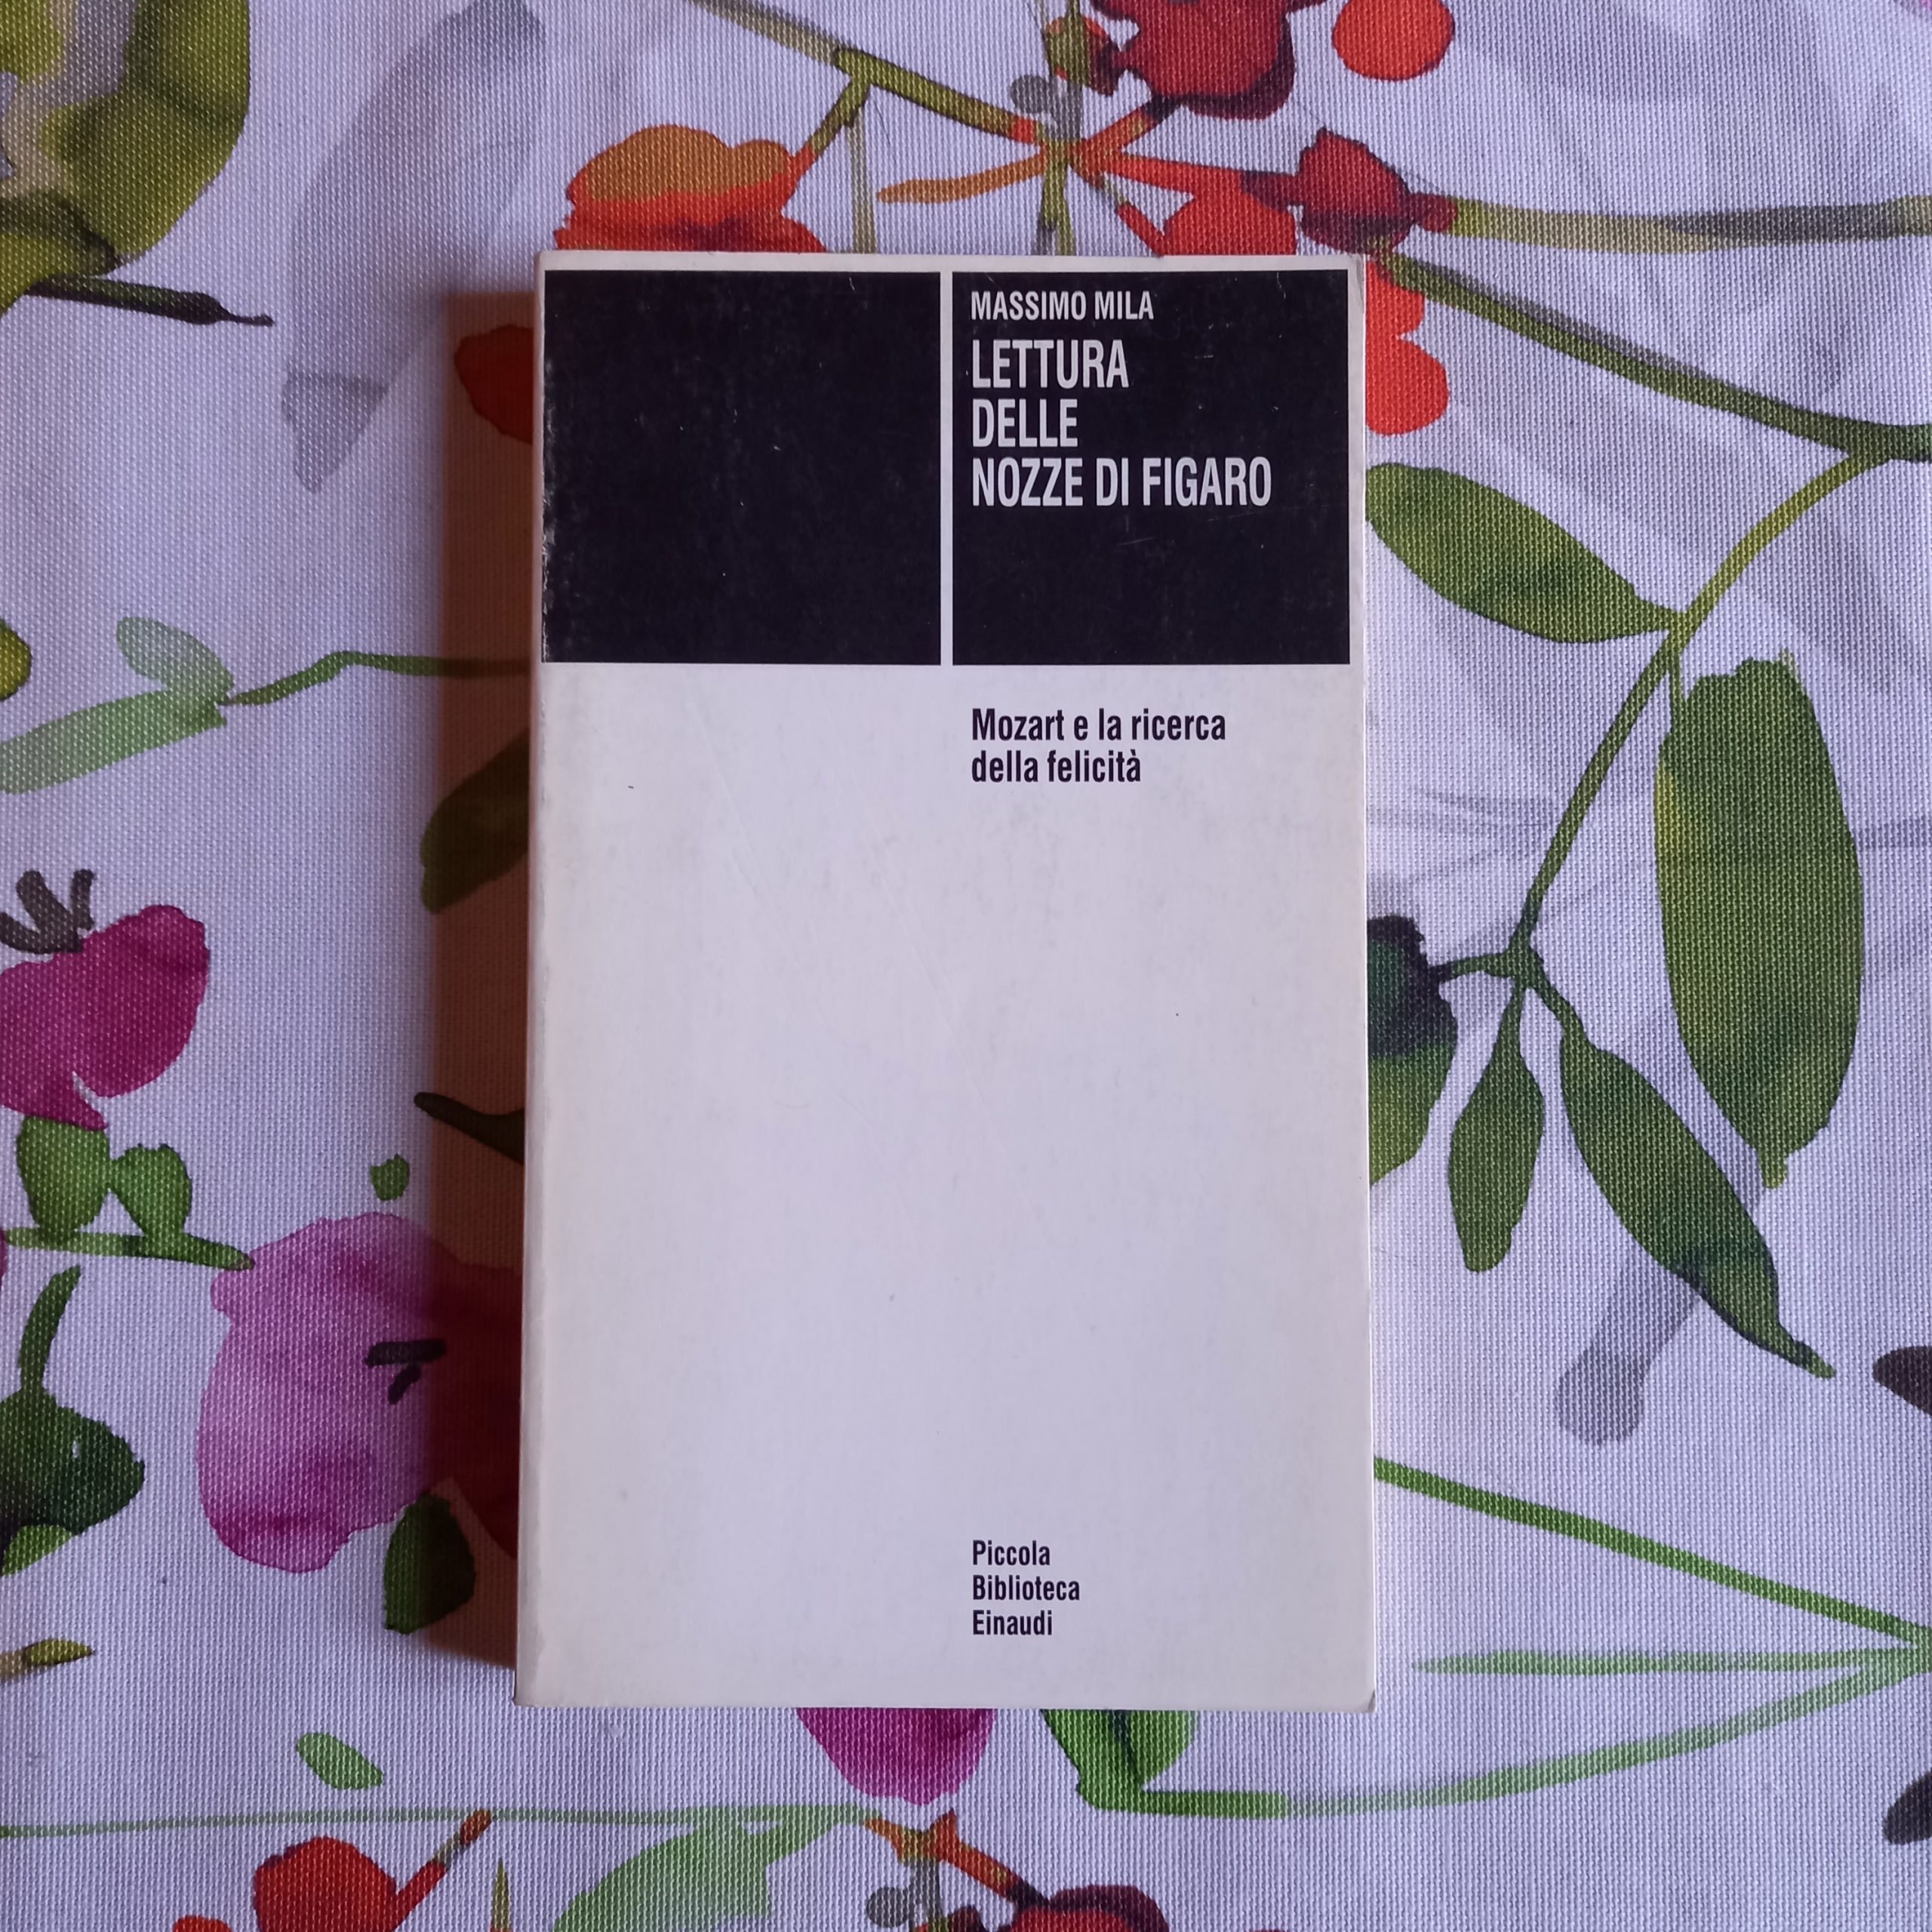 MASSIMO MILA
LETTURA
DELLE
NOZZE DI FIGARO
Mozart e la ricerca
della felicità
Piccola
Biblioteca
Einaudi